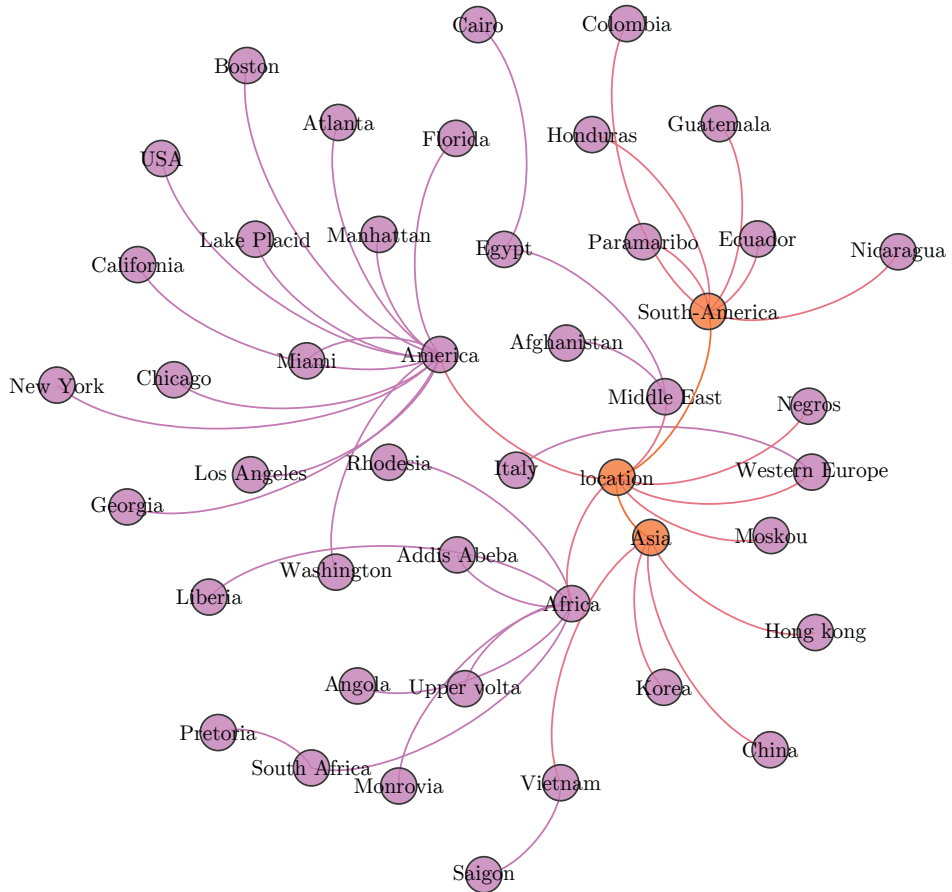 Cairo
Colombia
Boston
Atlanta
Florida
Honduras
Guatemala
USA
Lake Placid
Manhattan
Egypt
Paramaribo
Ecuador
Nicaragua
California
South-America
Afghanistan
America
Miami
New York
Chicago
Middle East
Negros
Los Angeles
Rhodesia
Italy
location
Western Europe
Georgia
Asia
Moskou
Addis Abeba
Washington
Liberia
Africa
Hong kong
Angola
Upper volta
Korea
Pretoria
South Africa
China
Monrovia
Vietnam
Saigon